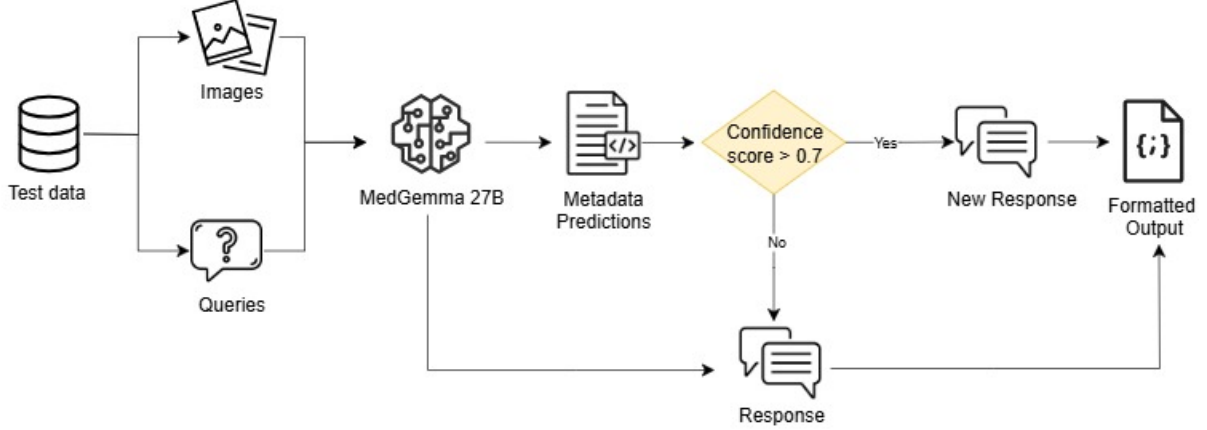 Images
Test data
Queries
MedGemma 27B
</>
Metadata
Predictions
Confidence
score > 0.7
Yes
No
New Response
{;}
Formatted
Output
?
Response